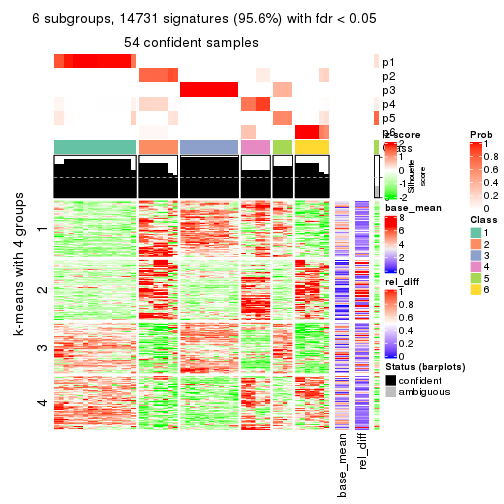 6 subgroups, 14731 signatures (95.6%) with fdr < 0.05
54 confident samples
p1
p2
p3
p4
p5
p6
Class
Silhouette
score
k-means with 4 groups
1
2
3
4
base_mean
rel_diff
z-score
2
1
0
-1
-2
base_mean
8
6
4
2
0
rel_diff
1
0.8
0.6
0.4
0.2
0
Status (barplots)
confident
ambiguous
Prob
1
0.8
0.6
0.4
0.2
0
Class
1
2
3
4
5
6